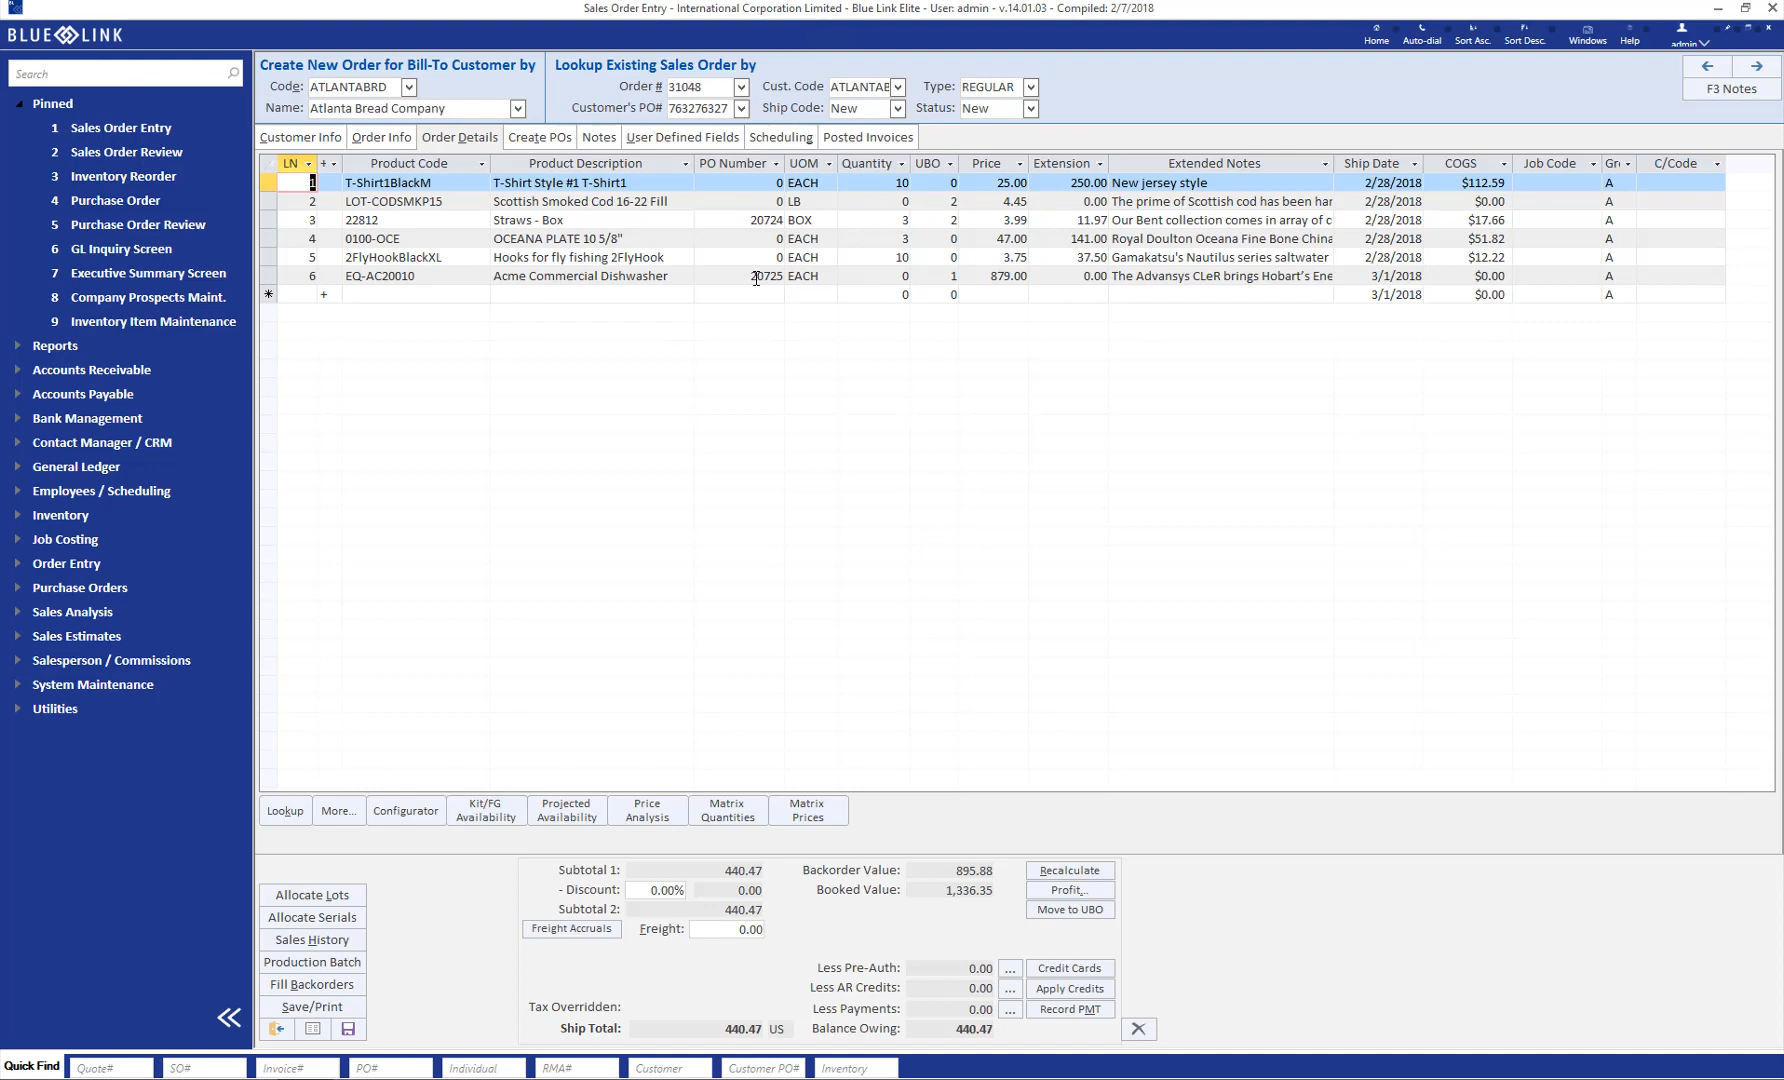 Sales Order Entry - International Corporation Limited - Blue Link Elite - User: admin - v.14.01.03 - Compiled: 2/7/2018
BLUE LINK
Home Auto-dial Sort Asc. Sort Desc. Windows Help admin
Search
Pinned
1 Sales Order Entry
2 Sales Order Review
3 Inventory Reorder
4 Purchase Order
5 Purchase Order Review
6 GL Inquiry Screen
7 Executive Summary Screen
8 Company Prospects Maint.
9 Inventory Item Maintenance
Reports
Accounts Receivable
Accounts Payable
Bank Management
Contact Manager / CRM
General Ledger
Employees / Scheduling
Inventory
Job Costing
Order Entry
Purchase Orders
Sales Analysis
Sales Estimates
Salesperson / Commissions
System Maintenance
Utilities
Create New Order for Bill-To Customer by
Code: ATLANTABRD
Name: Atlanta Bread Company
Lookup Existing Sales Order by
Order # 31048 Cust. Code ATLANTAB Type: REGULAR
Customer's PO# 763276327 Ship Code: New Status: New
F3 Notes
Customer Info Order Info Order Details Create POs Notes User Defined Fields Scheduling Posted Invoices
LN + Product Code Product Description PO Number UOM Quantity UBO Price Extension Extended Notes Ship Date COGS Job Code Gr C/Code
1 T-Shirt1BlackM T-Shirt Style #1 T-Shirt1 0 EACH 10 0 25.00 250.00 New jersey style 2/28/2018 $112.59 A
2 LOT-CODSMKP15 Scottish Smoked Cod 16-22 Fill 0 LB 0 2 4.45 0.00 The prime of Scottish cod has been har 2/28/2018 $0.00 A
3 22812 Straws - Box 20724 BOX 3 2 3.99 11.97 Our Bent collection comes in array of c 2/28/2018 $17.66 A
4 0100-OCE OCEANA PLATE 10 5/8" 0 EACH 3 0 47.00 141.00 Royal Doulton Oceana Fine Bone China 2/28/2018 $51.82 A
5 2FlyHookBlackXL Hooks for fly fishing 2FlyHook 0 EACH 10 0 3.75 37.50 Gamakatsu's Nautilus series saltwater 2/28/2018 $12.22 A
6 EQ-AC20010 Acme Commercial Dishwasher 20725 EACH 0 1 879.00 0.00 The Advansys CLeR brings Hobart's Ene 3/1/2018 $0.00 A
* + 0 0 3/1/2018 $0.00 A
Lookup More... Configurator Kit/FG Availability Projected Availability Price Analysis Matrix Quantities Matrix Prices
Allocate Lots
Allocate Serials
Sales History
Production Batch
Fill Backorders
Save/Print
Subtotal 1: 440.47 Backorder Value: 895.88 Recalculate
- Discount: 0.00% 0.00 Booked Value: 1,336.35 Profit...
Subtotal 2: 440.47 Move to UBO
Freight Accruals Freight: 0.00
Less Pre-Auth: 0.00 ... Credit Cards
Less AR Credits: 0.00 ... Apply Credits
Tax Overridden: Less Payments: 0.00 ... Record PMT
Ship Total: 440.47 US Balance Owing: 440.47
Quick Find Quote# SO# Invoice# PO# Individual RMA# Customer Customer PO# Inventory